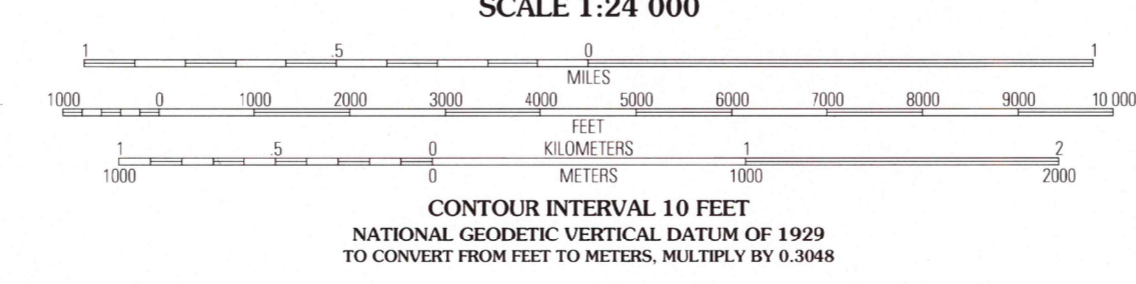 SCALE 1:24 000
1 .5 0 1
MILES
1000 0 1000 2000 3000 4000 5000 6000 7000 8000 9000 10 000
FEET
1 .5 0 KILOMETERS 1 2
1000 0 METERS 1000 2000
CONTOUR INTERVAL 10 FEET
NATIONAL GEODETIC VERTICAL DATUM OF 1929
TO CONVERT FROM FEET TO METERS, MULTIPLY BY 0.3048